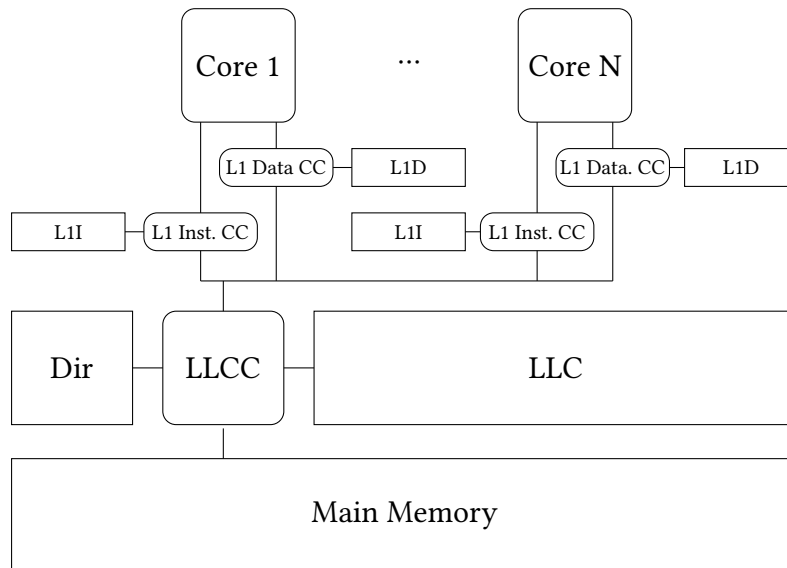 Core 1
...
Core N
L1 Data CC
L1D
L1 Data. CC
L1D
L1I
L1 Inst. CC
L1I
L1 Inst. CC
Dir
LLCC
LLC
Main Memory